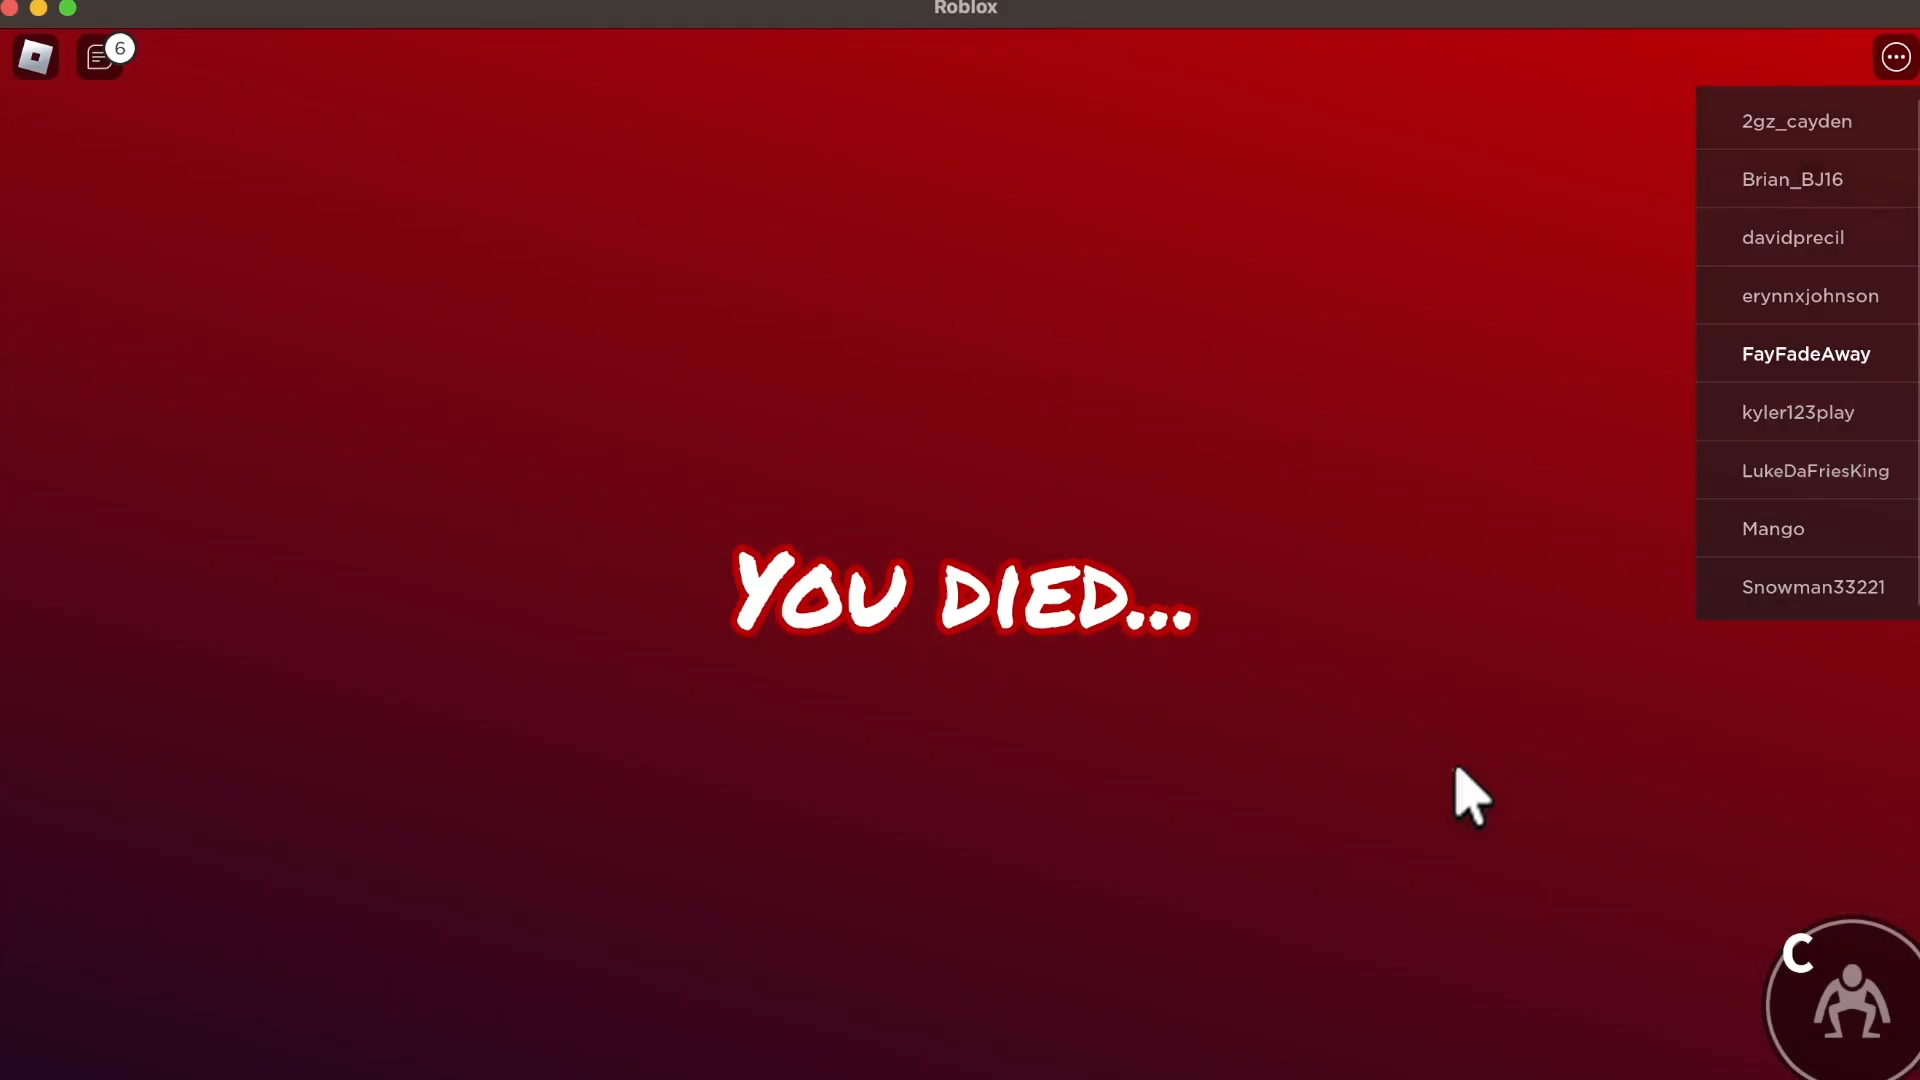 Roblox
6
2gz_cayden
Brian_BJ16
davidprecil
erynnxjohnson
FayFadeAway
kyler123play
LukeDaFriesKing
Mango
Snowman33221
You died...
C